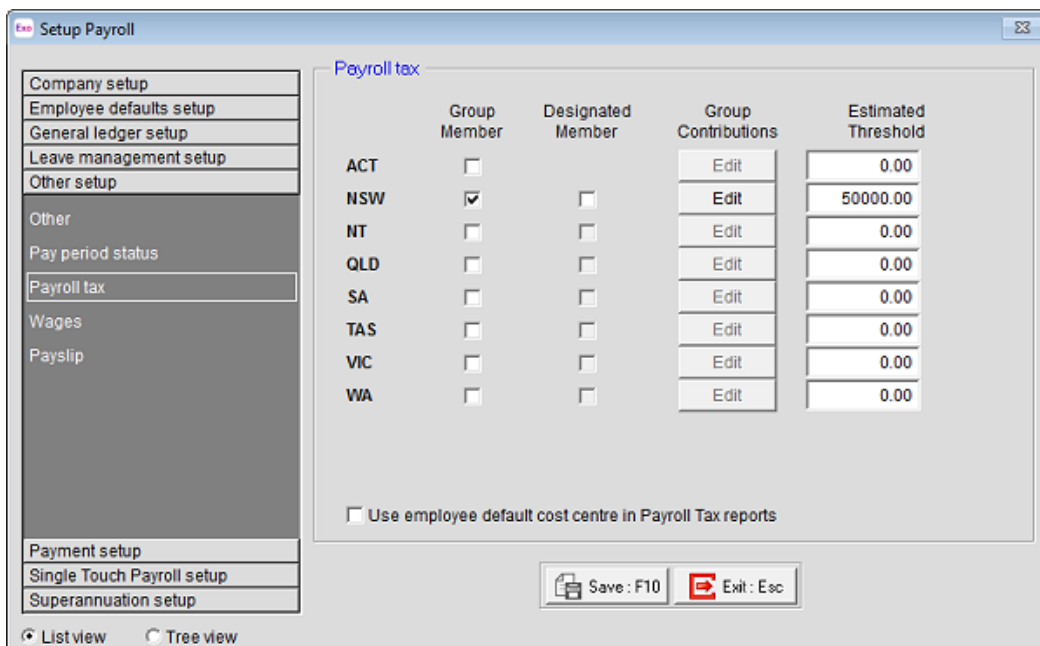 Exo Setup Payroll
Company setup
Employee defaults setup
General ledger setup
Leave management setup
Other setup
Other
Pay period status
Payroll tax
Wages
Payslip
Payment setup
Single Touch Payroll setup
Superannuation setup
List view Tree view
Payroll tax
Group Designated Group Estimated
Member Member Contributions Threshold
ACT Edit 0.00
NSW Edit 50000.00
NT Edit 0.00
QLD Edit 0.00
SA Edit 0.00
TAS Edit 0.00
VIC Edit 0.00
WA Edit 0.00
Use employee default cost centre in Payroll Tax reports
Save : F10 Exit : Esc